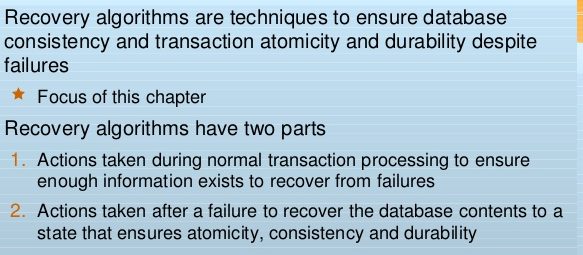 Recovery algorithms are techniques to ensure database
consistency and transaction atomicity and durability despite
failures
Focus of this chapter
Recovery algorithms have two parts
1. Actions taken during normal transaction processing to ensure
enough information exists to recover from failures
2. Actions taken after a failure to recover the database contents to a
state that ensures atomicity, consistency and durability